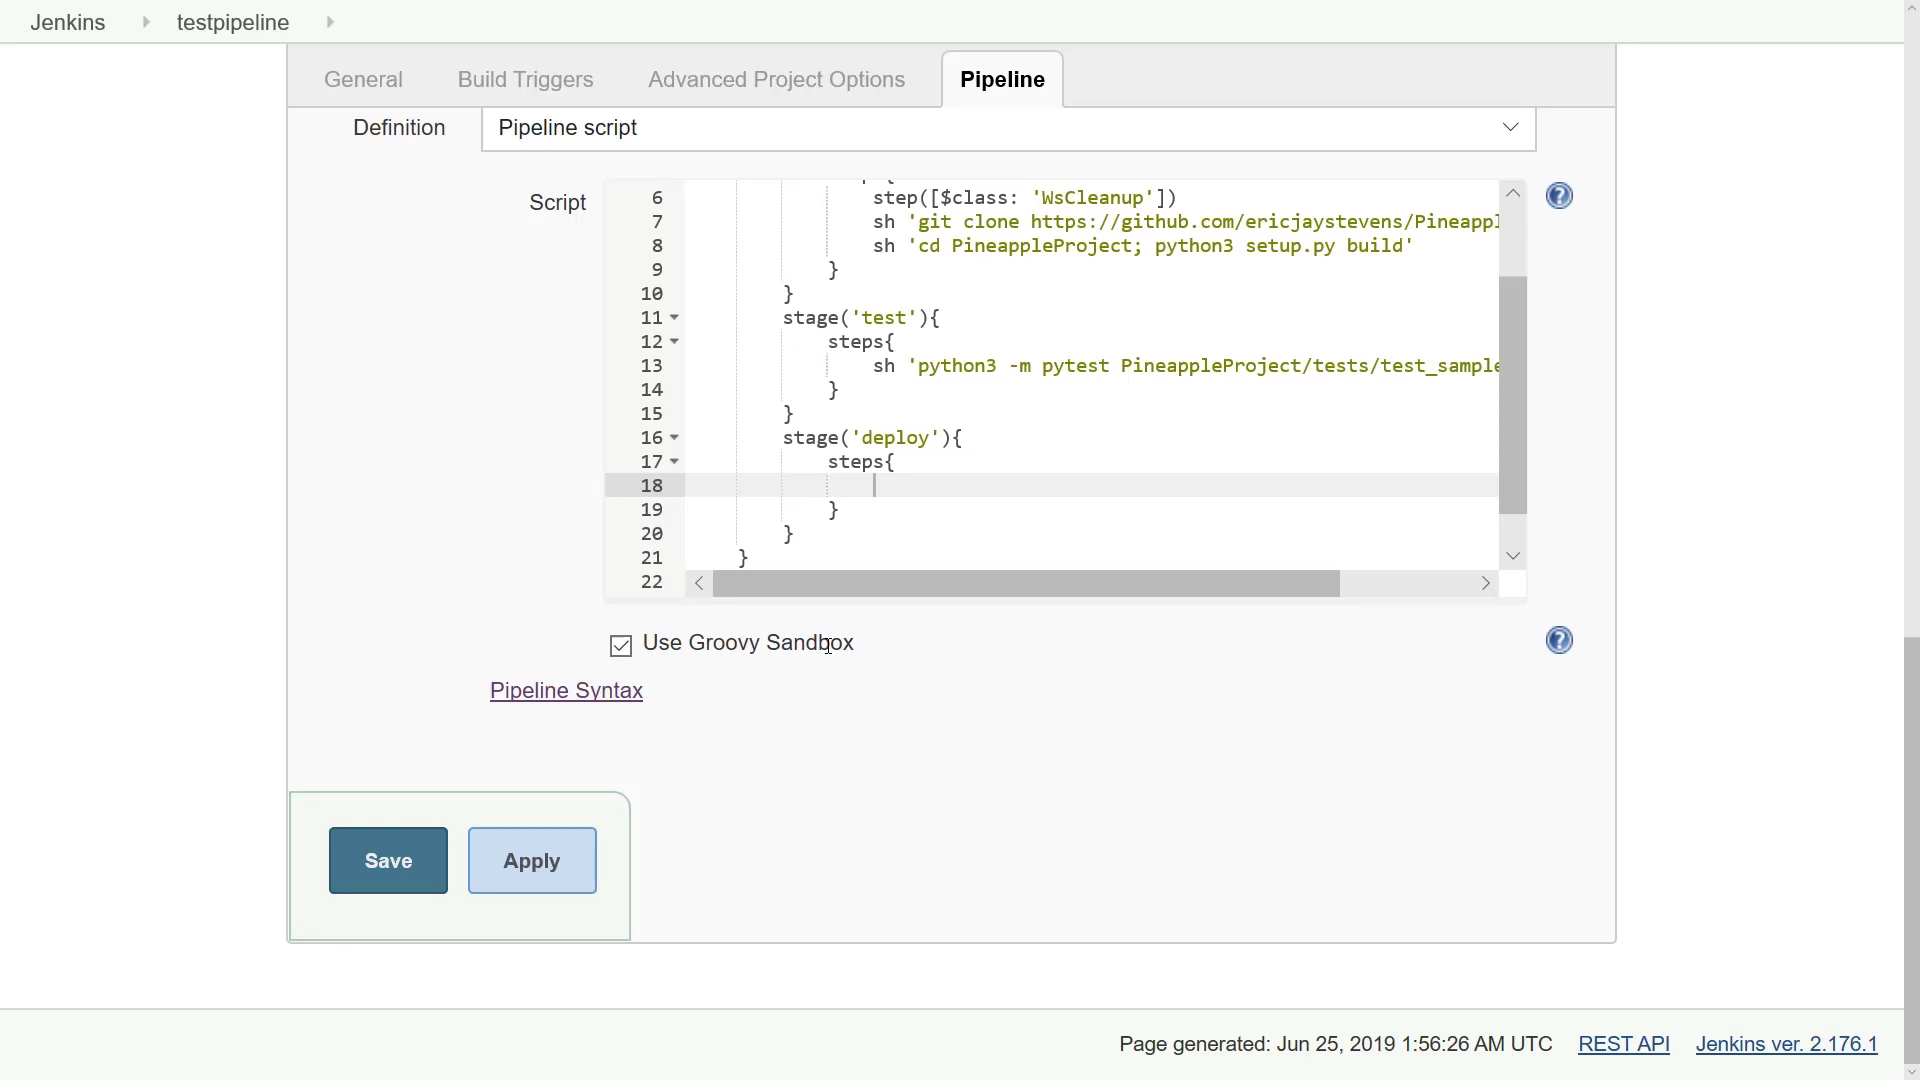 Jenkins testpipeline
General Build Triggers Advanced Project Options Pipeline
Definition Pipeline script
Script
6 step([$class: 'WsCleanup'])
7 sh 'git clone https://github.com/ericjaystevens/Pineappl
8 sh 'cd PineappleProject; python3 setup.py build'
9 }
10 }
11 stage('test'){
12 steps{
13 sh 'python3 -m pytest PineappleProject/tests/test_sample
14 }
15 }
16 stage('deploy'){
17 steps{
18
19 }
20 }
21 }
22
Use Groovy Sandbox
Pipeline Syntax
Save Apply
Page generated: Jun 25, 2019 1:56:26 AM UTC REST API Jenkins ver. 2.176.1